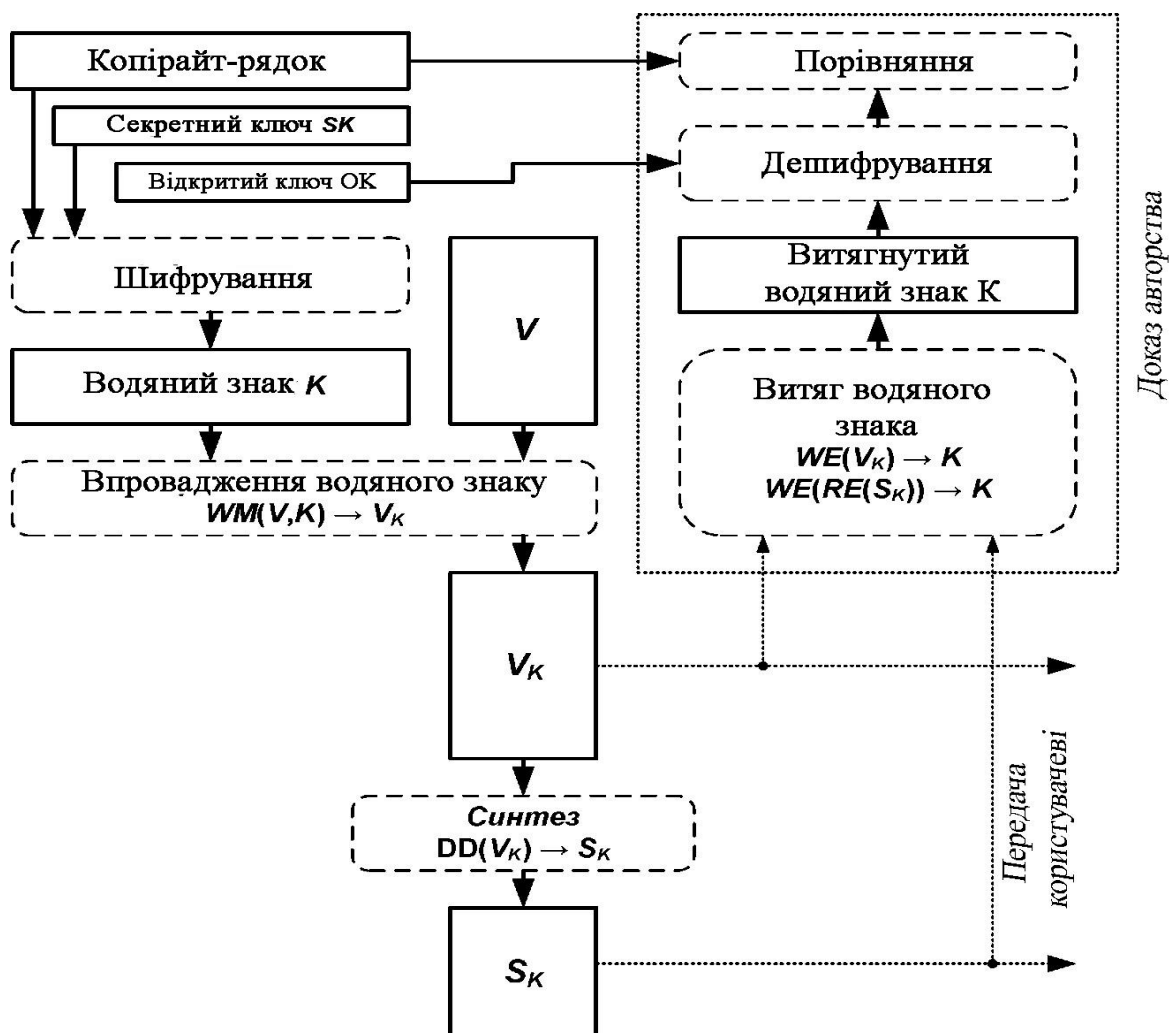 Копірайт-рядок
Секретний ключ SK
Відкритий ключ ОК
Шифрування
Водяний знак K
V
Впровадження водяного знаку
WM(V,K) → VK
VK
Синтез
DD(VK) → SK
SK
Порівняння
Дешифрування
Витягнутий
водяний знак К
Витяг водяного
знака
WE(VK) → K
WE(RE(SK)) → K
Доказ авторства
Передача
користувачеві